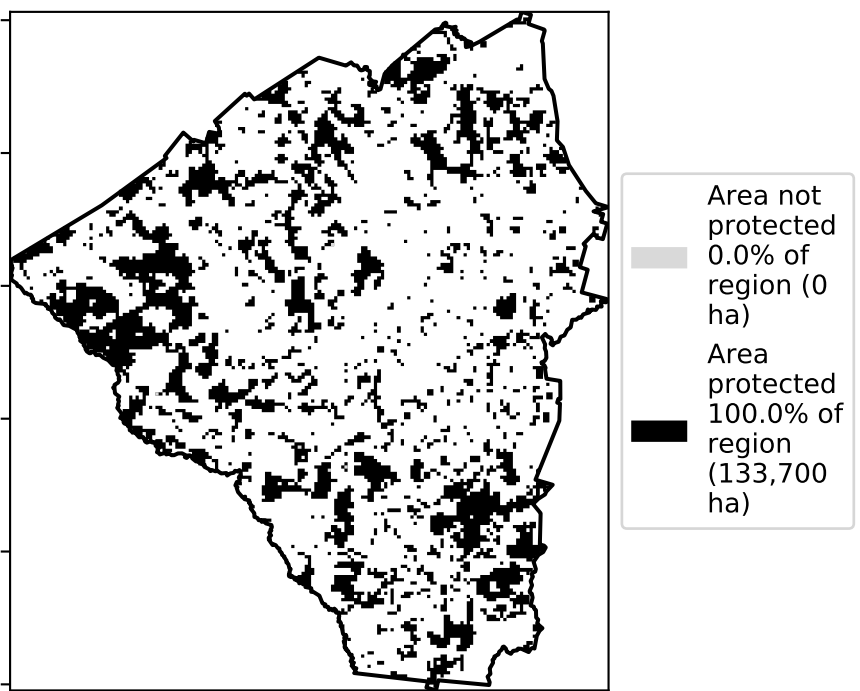 Area not
protected
0.0% of
region (0
ha)
Area
protected
100.0% of
region
(133,700
ha)